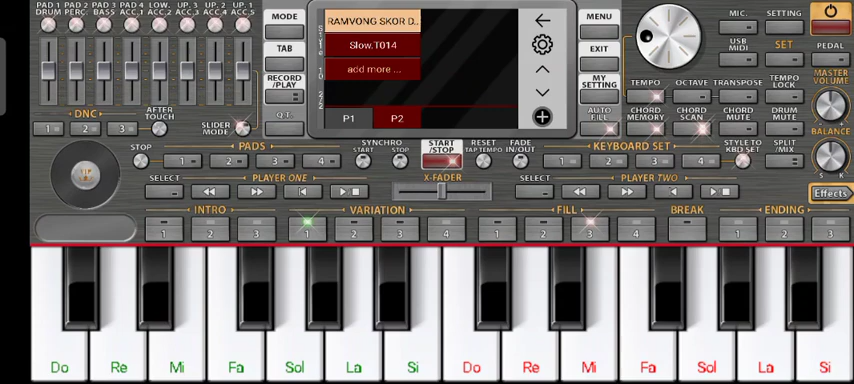 PAD 1 PAD 2 PAD 3 PAD 4 LOW. UP. 3 UP. 2 UP. 1
DRUM PERC. BASS ACC.1 ACC.2 ACC.3 ACC.4 ACC.5
MODE
RAMVONG SKOR D..
MENU
MIC.
SETTING
TAB
Slow.T014
EXIT
USB
MIDI
SET
PEDAL
RECORD
/PLAY
add more ...
MY
SETTING
TEMPO
OCTAVE
TRANSPOSE
TEMPO
LOCK
MASTER
VOLUME
DNC
AFTER
TOUCH
AUTO
FILL
CHORD
MEMORY
CHORD
SCAN
CHORD
MUTE
DRUM
MUTE
1 2 3
SLIDER
MODE
Q.T.
P1 P2
BALANCE
STOP
PADS
SYNCHRO
START STOP
START
/STOP
RESET
TAP TEMPO
FADE
IN/OUT
KEYBOARD SET
STYLE TO
KBD SET
SPLIT
/MIX
1 2 3 4
1 2 3 4
S K
SELECT
PLAYER ONE
X-FADER
SELECT
PLAYER TWO
Effects
INTRO
VARIATION
FILL
BREAK
ENDING
1 2 3 1 2 3 4 1 2 3 4 1 2 3
Do Re Mi Fa Sol La Si Do Re Mi Fa Sol La Si